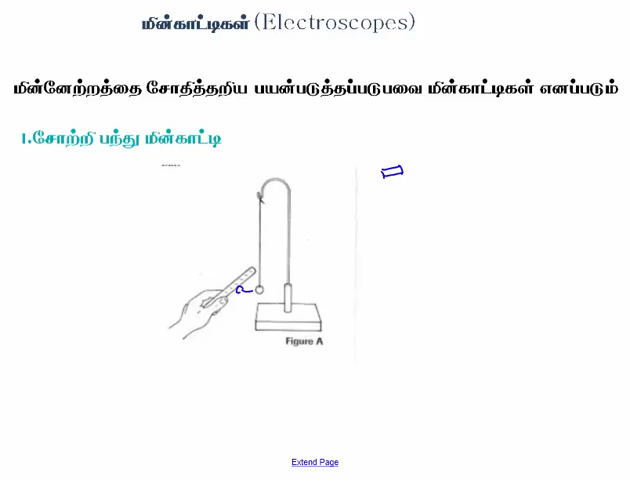 மின்காட்டிகள் (Electroscopes)
மின்னேற்றத்தை சோதித்தறிய பயன்படுத்தப்படுபவை மின்காட்டிகள் எனப்படும்
1.சோற்றி பந்து மின்காட்டி
Figure A
Extend Page